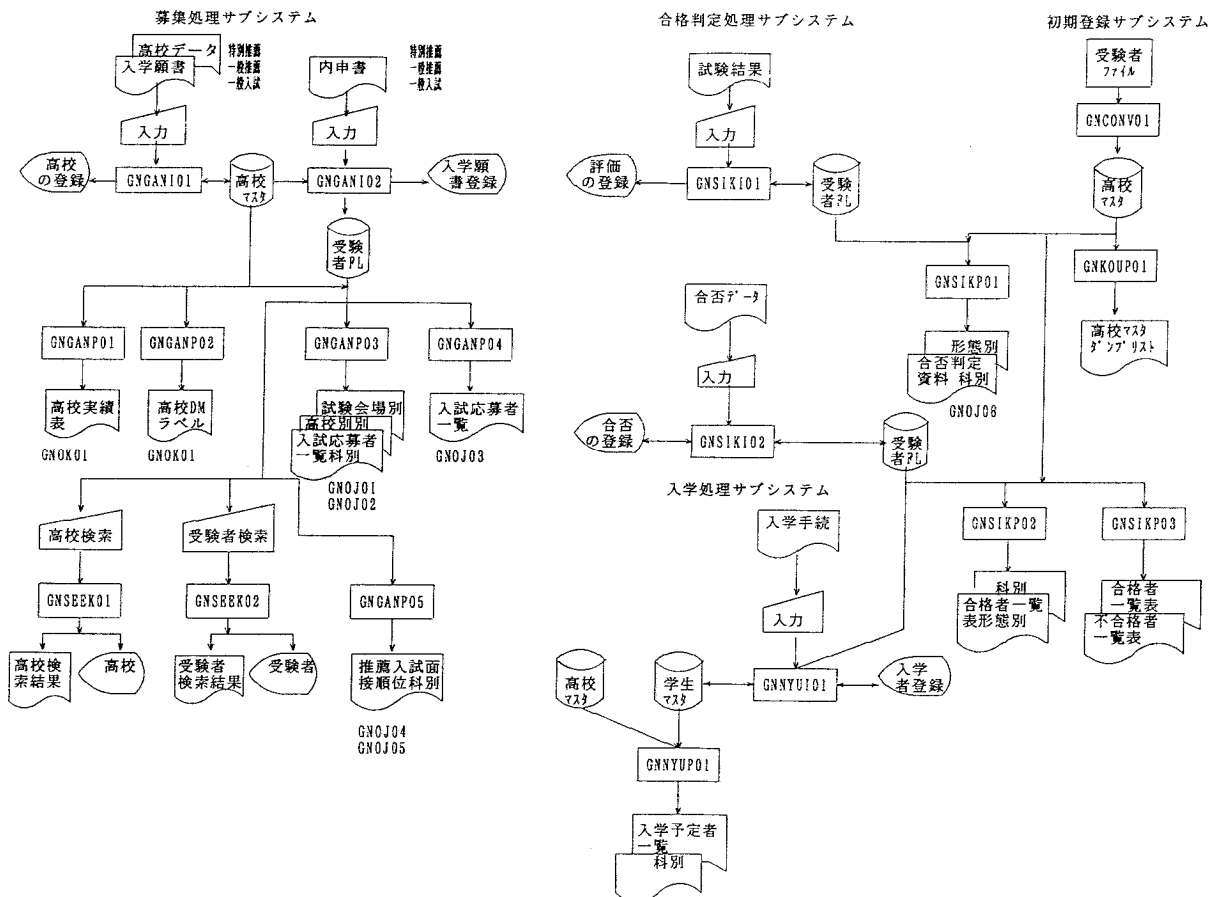 募集処理サブシステム
高校データ
入学願書
特別推薦
一般推薦
一般入試
内申書
特別推薦
一般推薦
一般入試
入力
入力
高校
の登録
GNGANI01
高校
マスタ
GNGANI02
入学願
書登録
受験
者FL
GNGANP01
GNGANP02
GNGANP03
GNGANP04
高校実績
表
高校DM
ラベル
試験会場別
高校別別
入試応募者
一覧科別
入試応募者
一覧
GNOK01
GNOK01
GNOJ01
GNOJ02
GNOJ03
高校検索
受験者検索
GNSEEK01
GNSEEK02
GNGANP05
高校検
索結果
高校
受験者
検索結果
受験者
推薦入試面
接順位科別
GNOJ04
GNOJ05
合格判定処理サブシステム
試験結果
入力
評価
の登録
GNSIKI01
受験
者FL
合否データ
入力
合否
の登録
GNSIKI02
受験
者FL
GNSIKP01
形態別
合否判定
資料 科別
GNOJ06
初期登録サブシステム
受験者
ファイル
GNCONV01
高校
マスタ
GNKOUP01
高校マスタ
ダンプリスト
GNSIKP02
GNSIKP03
科別
合格者一覧
表形態別
合格者
一覧表
不合格者
一覧表
入学処理サブシステム
入学手続
入力
高校
マスタ
学生
マスタ
GNNYUI01
入学
者登録
GNNYUP01
入学予定者
一覧
科別